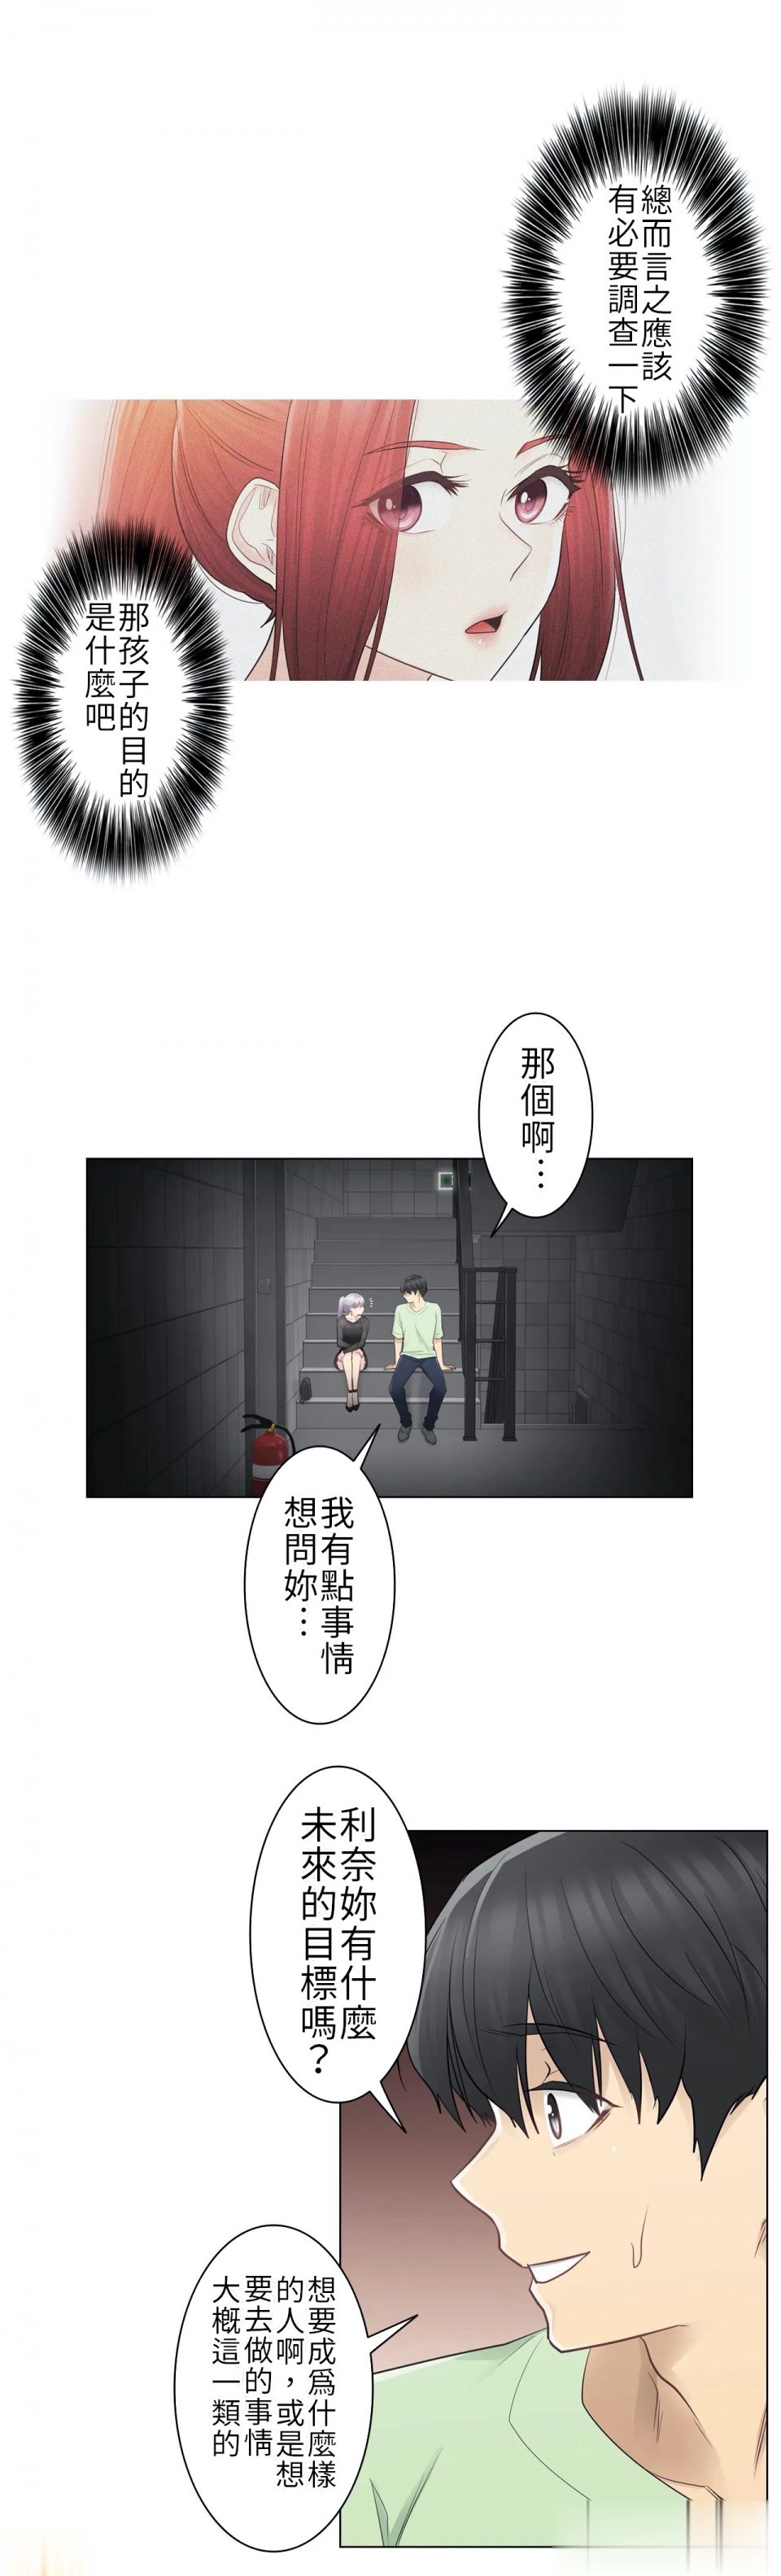 總而言之應該
有必要調查一下
那孩子的目的
是什麼吧
那個啊…
我有點事情
想問妳…
利奈妳有什麼
未來的目標嗎？
想要成爲什麼樣
的人啊，或是想
要去做的事情
大概這一類的